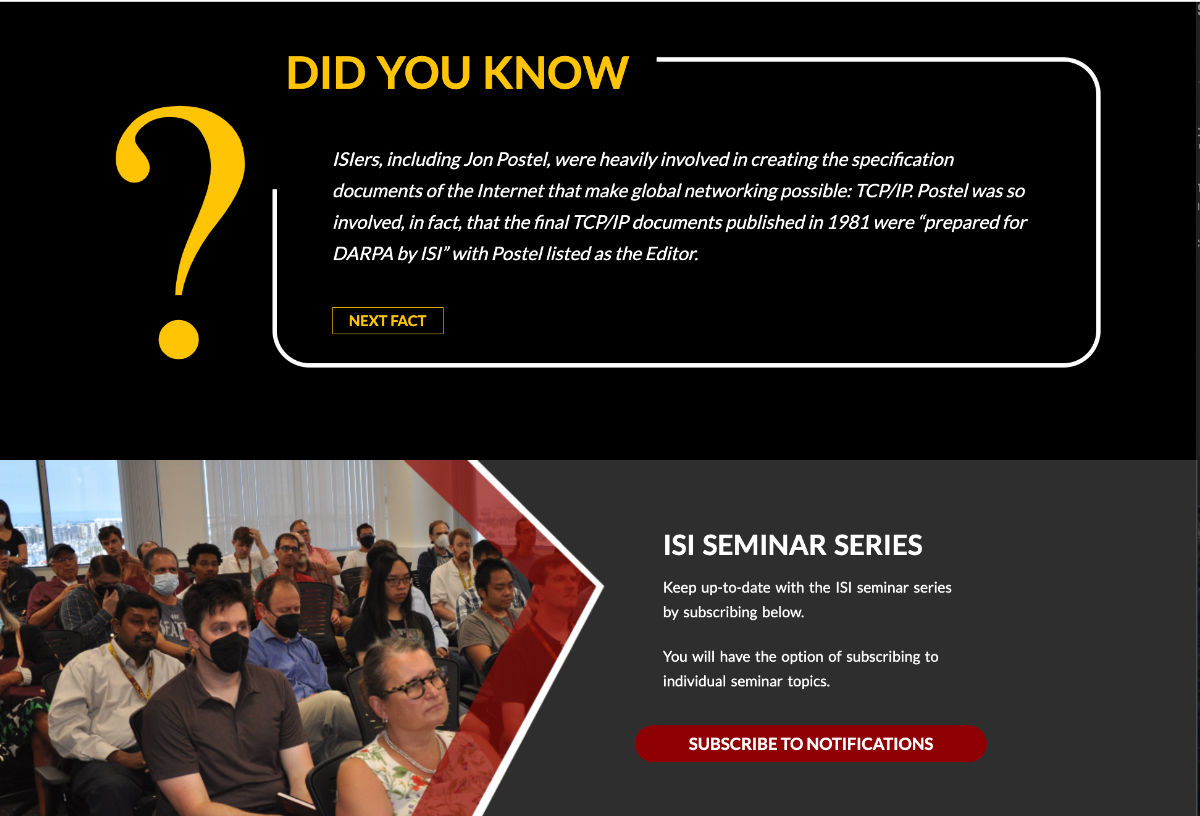 DID YOU KNOW
?
ISIers, including Jon Postel, were heavily involved in creating the specification
documents of the Internet that make global networking possible: TCP/IP. Postel was so
involved, in fact, that the final TCP/IP documents published in 1981 were “prepared for
DARPA by ISI” with Postel listed as the Editor.
NEXT FACT
ISI SEMINAR SERIES
Keep up-to-date with the ISI seminar series
by subscribing below.
You will have the option of subscribing to
individual seminar topics.
SUBSCRIBE TO NOTIFICATIONS